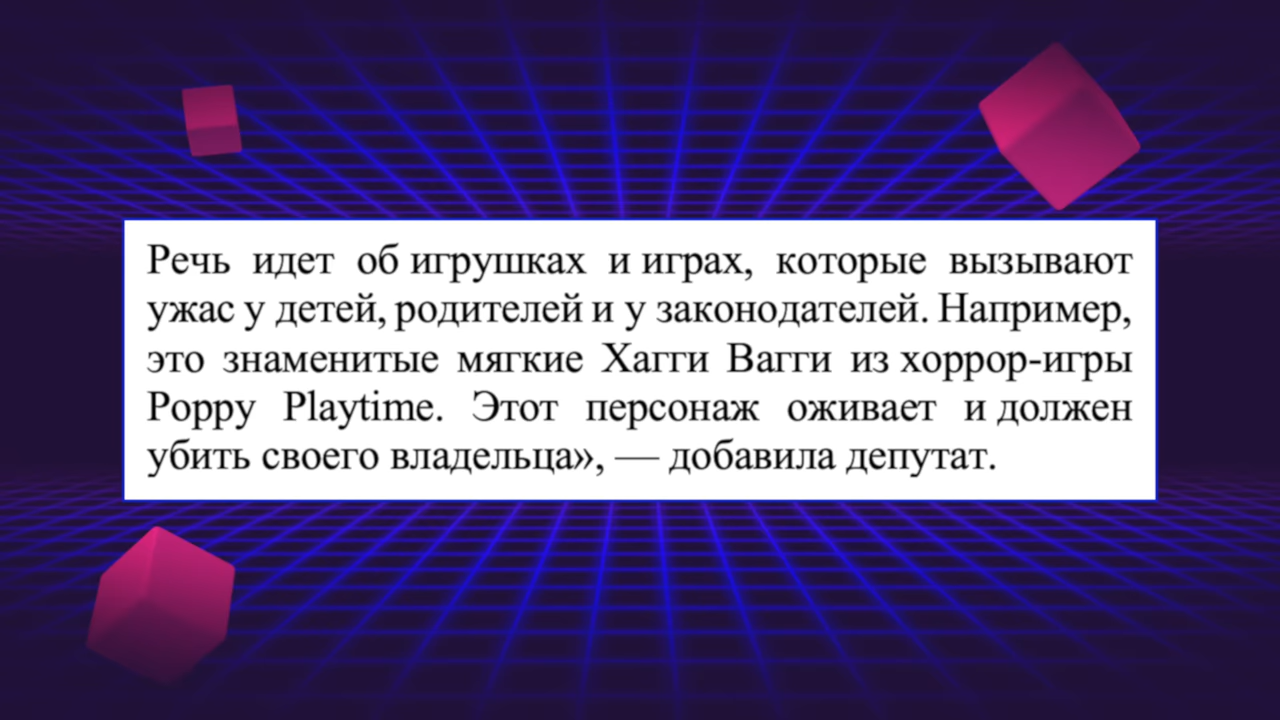 Речь идет об игрушках и играх, которые вызывают
ужас у детей, родителей и у законодателей. Например,
это знаменитые мягкие Хагги Вагги из хоррор-игры
Poppy Playtime. Этот персонаж оживает и должен
убить своего владельца», — добавила депутат.